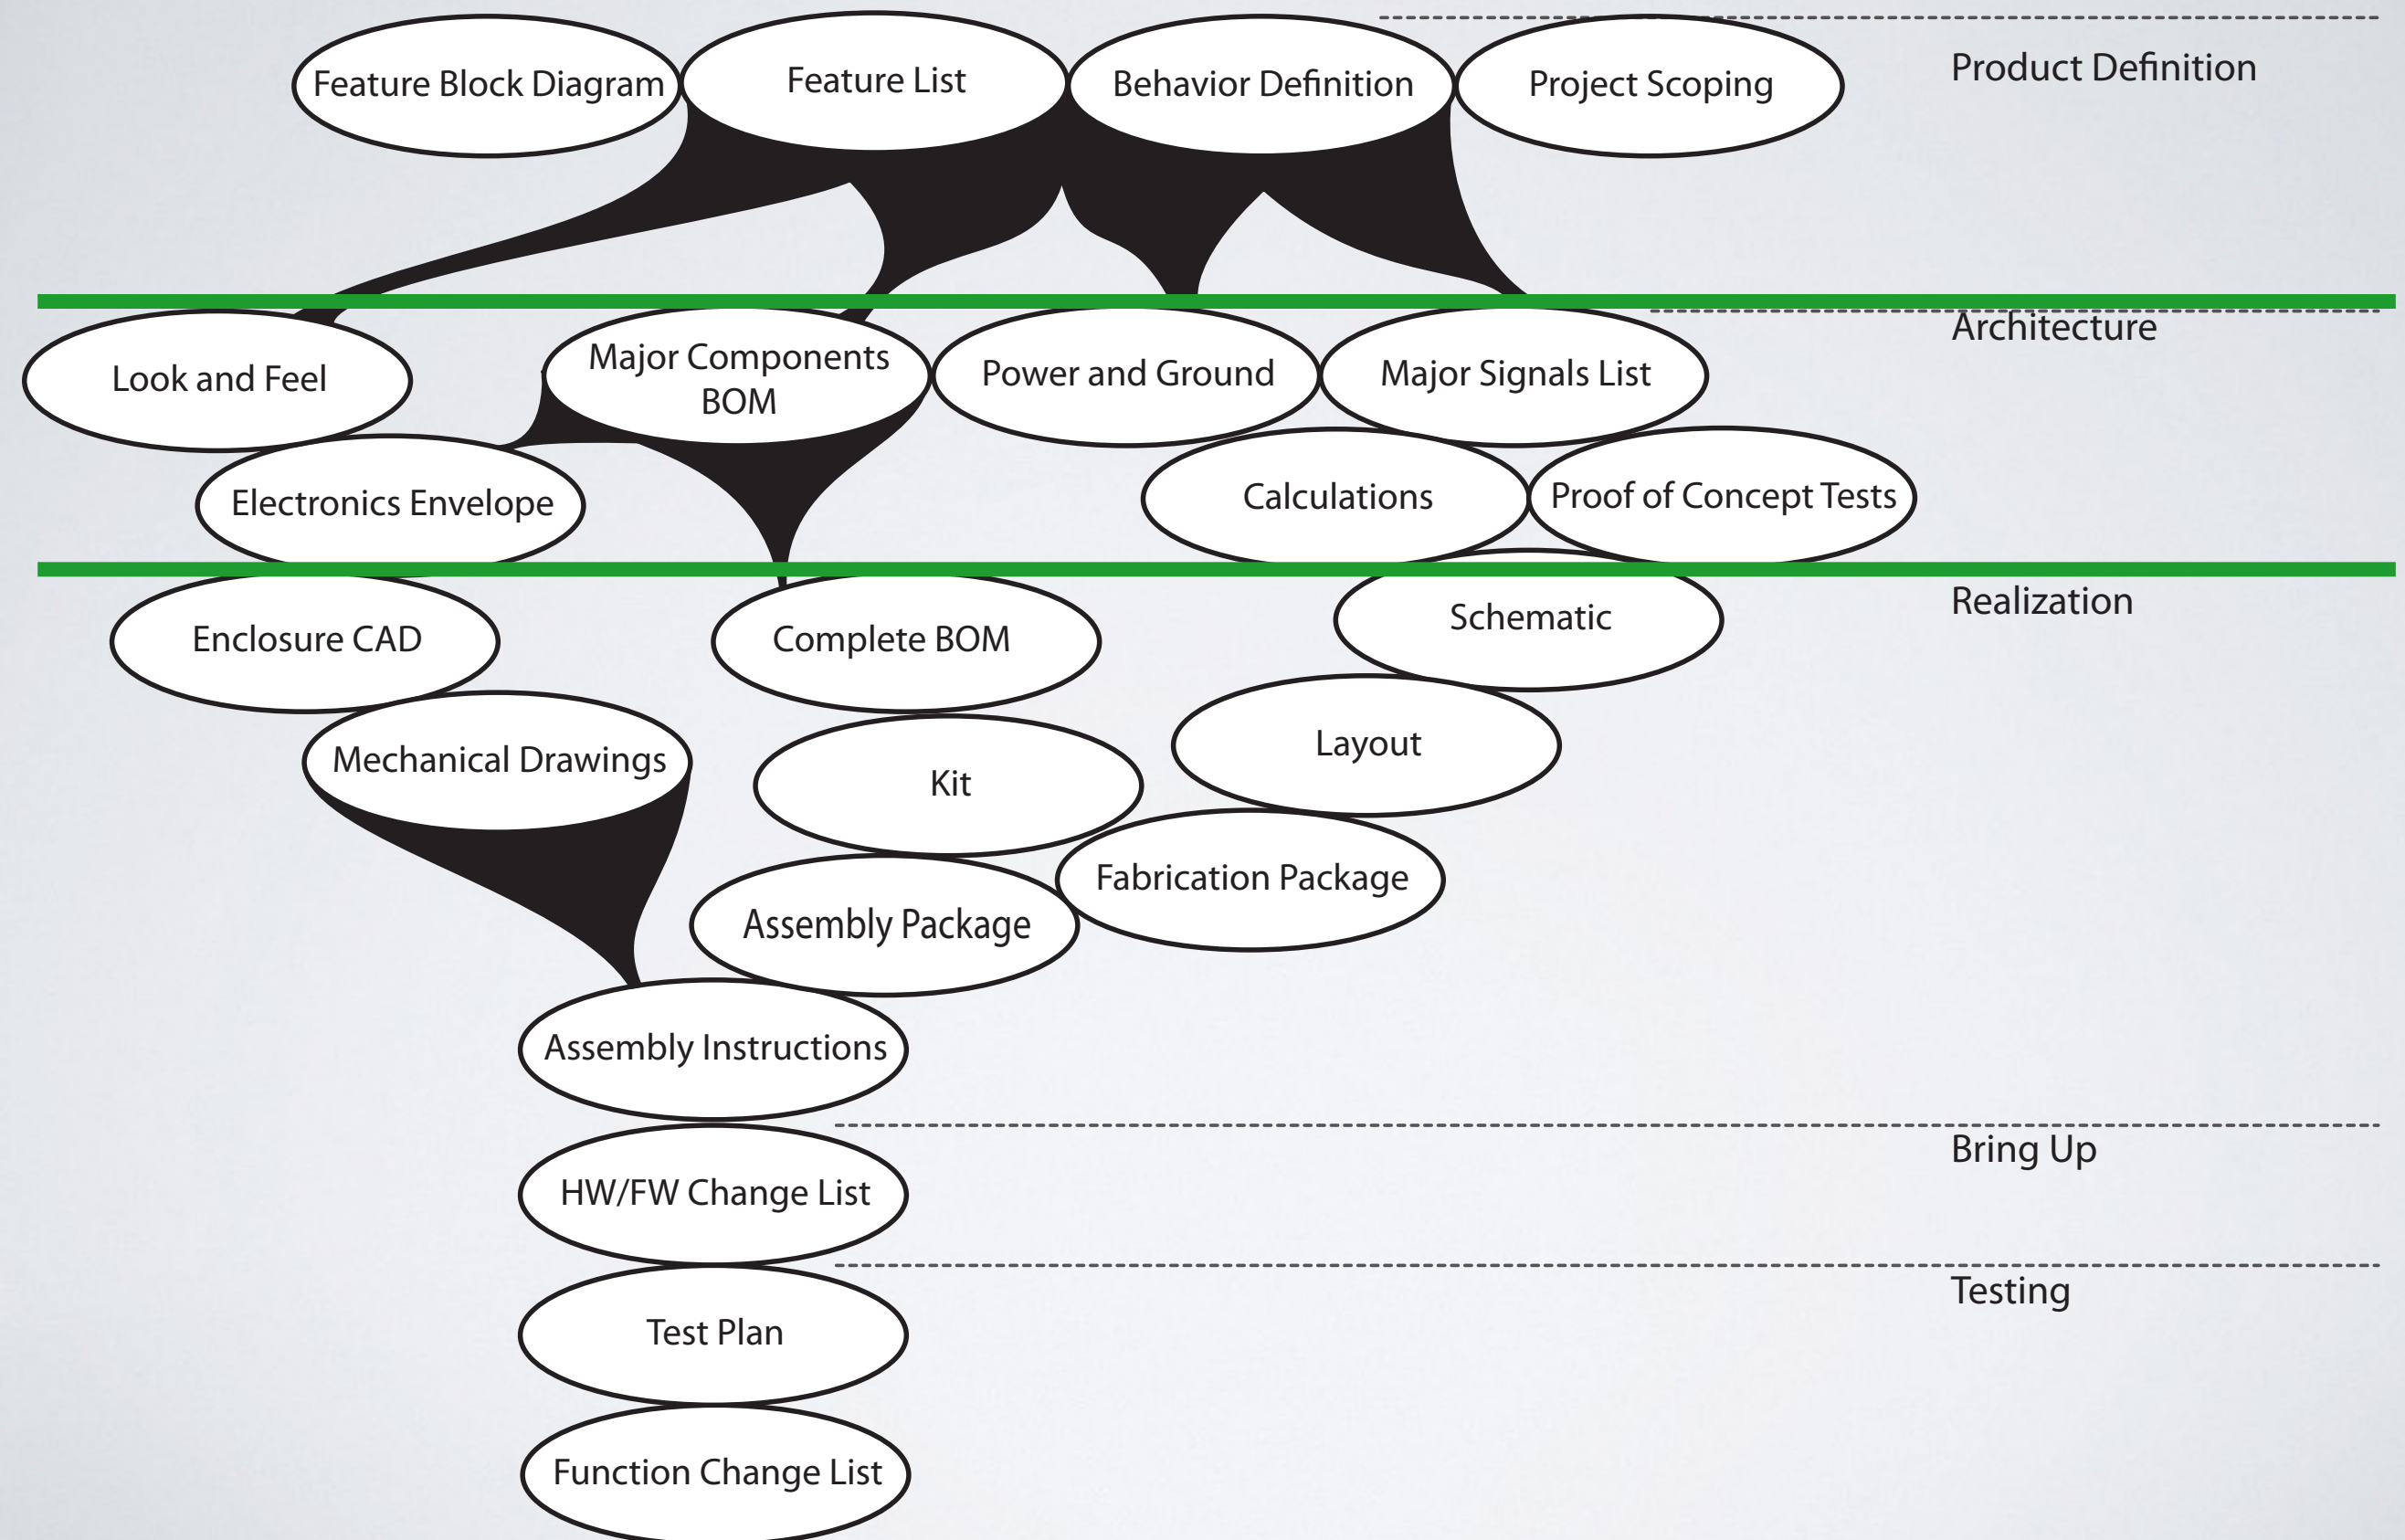 Feature Block Diagram
Feature List
Behavior Definition
Project Scoping
Product Definition
Architecture
Look and Feel
Major Components
BOM
Power and Ground
Major Signals List
Electronics Envelope
Calculations
Proof of Concept Tests
Realization
Enclosure CAD
Complete BOM
Schematic
Mechanical Drawings
Kit
Layout
Assembly Package
Fabrication Package
Assembly Instructions
Bring Up
HW/FW Change List
Testing
Test Plan
Function Change List